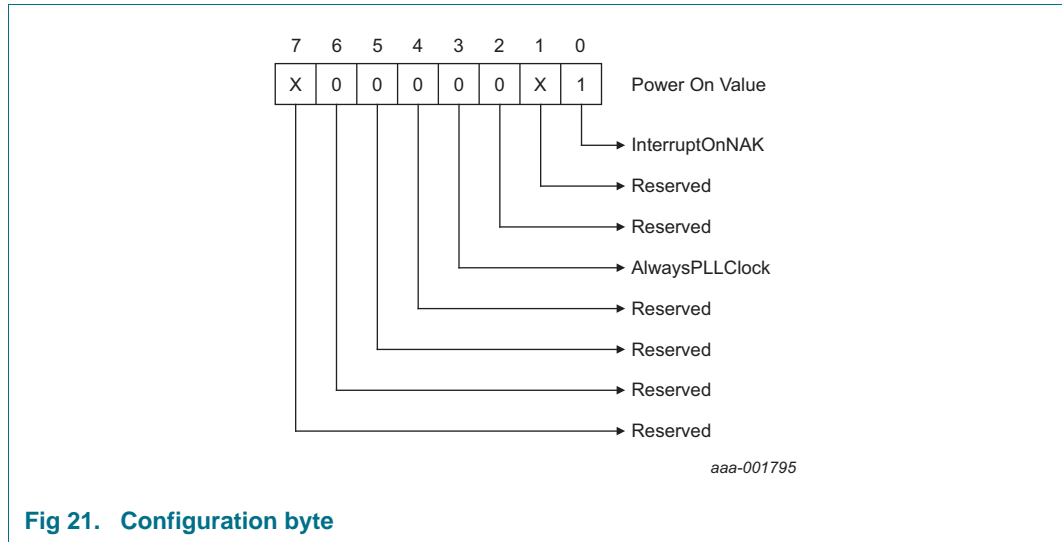 7 6 5 4 3 2 1 0
X 0 0 0 0 0 X 1 Power On Value
InterruptOnNAK
Reserved
Reserved
AlwaysPLLClock
Reserved
Reserved
Reserved
Reserved
aaa-001795
Fig 21. Configuration byte